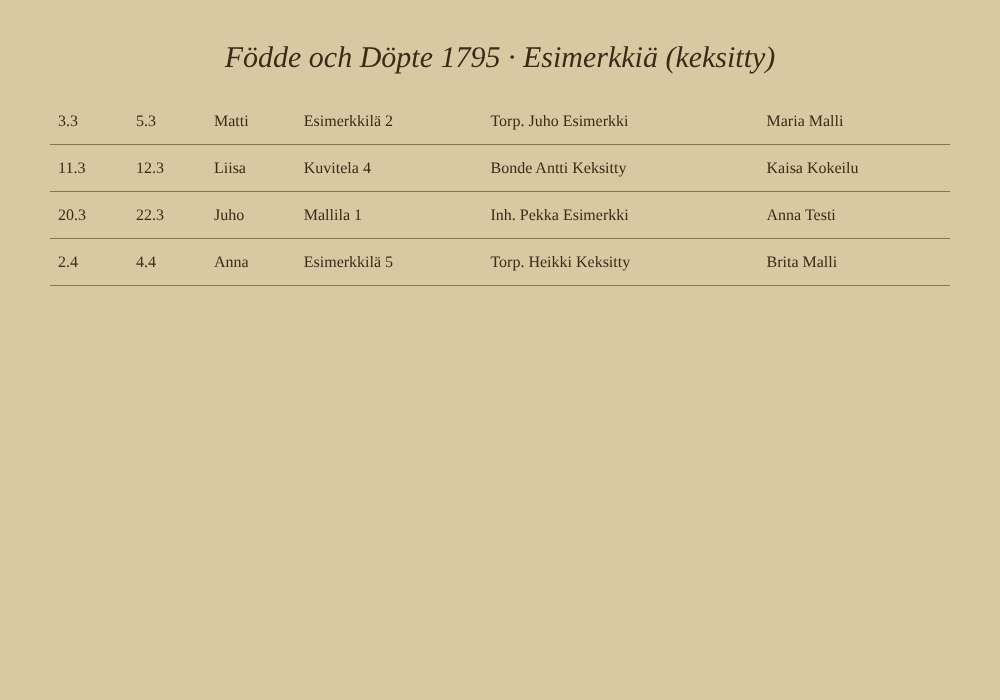 Födde och Döpte 1795 · Esimerkkiä (keksitty)
3.3 5.3 Matti Esimerkkilä 2 Torp. Juho Esimerkki Maria Malli
11.3 12.3 Liisa Kuvitela 4 Bonde Antti Keksitty Kaisa Kokeilu
20.3 22.3 Juho Mallila 1 Inh. Pekka Esimerkki Anna Testi
2.4 4.4 Anna Esimerkkilä 5 Torp. Heikki Keksitty Brita Malli